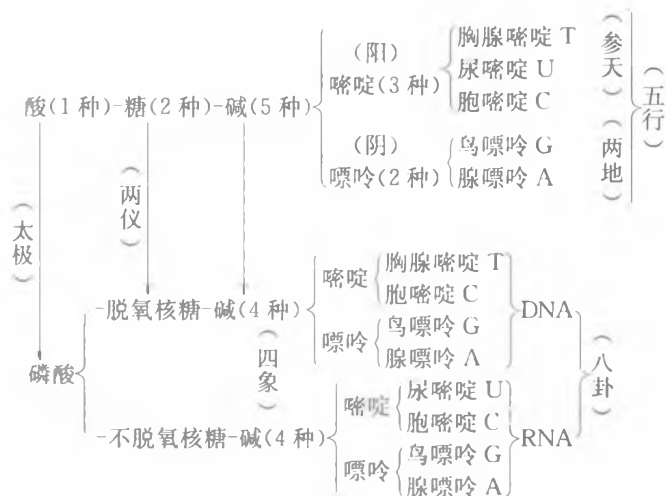 (阳) 胸腺嘧啶 T
嘧啶(3 种) 尿嘧啶 U
胞嘧啶 C
酸(1 种)-糖(2 种)-碱(5 种)
(阴) 鸟嘌呤 G
嘌呤(2 种) 腺嘌呤 A
(参天)(两地)
(五行)
(太极)
(两仪)
胸腺嘧啶 T
嘧啶
胞嘧啶 C
-脱氧核糖-碱(4 种) DNA
鸟嘌呤 G
嘌呤
腺嘌呤 A
磷酸
(四象)
(八卦)
尿嘧啶 U
嘧啶
胞嘧啶 C
-不脱氧核糖-碱(4 种) RNA
鸟嘌呤 G
嘌呤
腺嘌呤 A